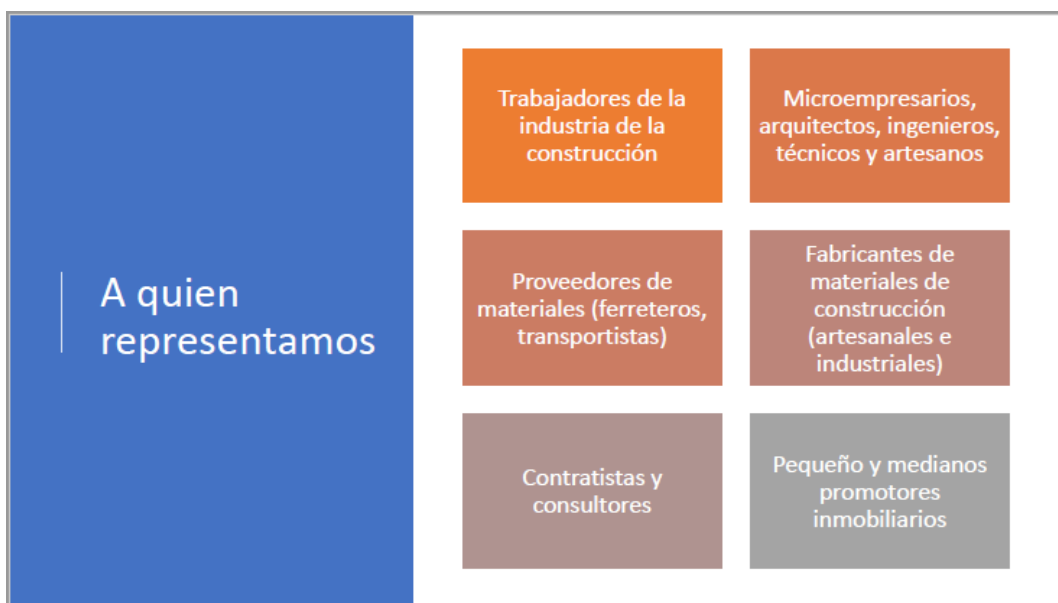 A quien
representamos
Trabajadores de la
industria de la
construcción
Microempresarios,
arquitectos, ingenieros,
técnicos y artesanos
Proveedores de
materiales (ferreteros,
transportistas)
Fabricantes de
materiales de
construcción
(artesanales e
industriales)
Contratistas y
consultores
Pequeño y medianos
promotores
inmobiliarios